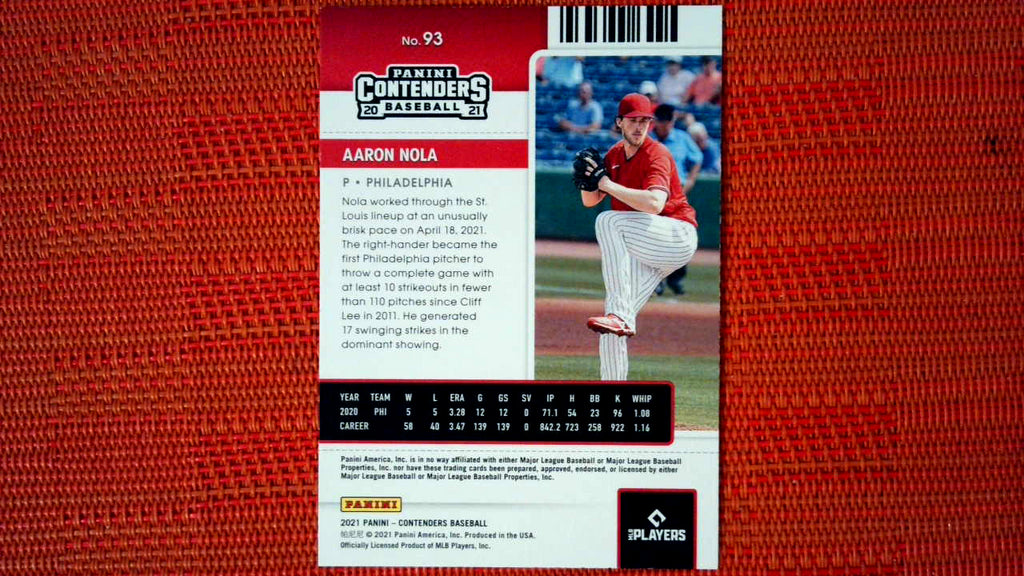 No. 93
PANINI
CONTENDERS
20 BASEBALL 21
AARON NOLA
P • PHILADELPHIA
Nola worked through the St.
Louis lineup at an unusually
brisk pace on April 18, 2021.
The right-hander became the
first Philadelphia pitcher to
throw a complete game with
at least 10 strikeouts in fewer
than 110 pitches since Cliff
Lee in 2011. He generated
17 swinging strikes in the
dominant showing.
YEAR TEAM W L ERA G GS SV IP H BB K WHIP
2020 PHI 5 5 3.28 12 12 0 71.1 54 23 96 1.08
CAREER 58 40 3.47 139 139 0 842.2 723 258 922 1.16
Panini America, Inc. is in no way affiliated with either Major League Baseball or Major League Baseball
Properties, Inc. nor have these trading cards been prepared, approved, endorsed, or licensed by either
Major League Baseball or Major League Baseball Properties, Inc.
PANINI
2021 PANINI – CONTENDERS BASEBALL
帕尼尼 © 2021 Panini America, Inc. Produced in the USA.
Officially Licensed Product of MLB Players, Inc.
MLB PLAYERS